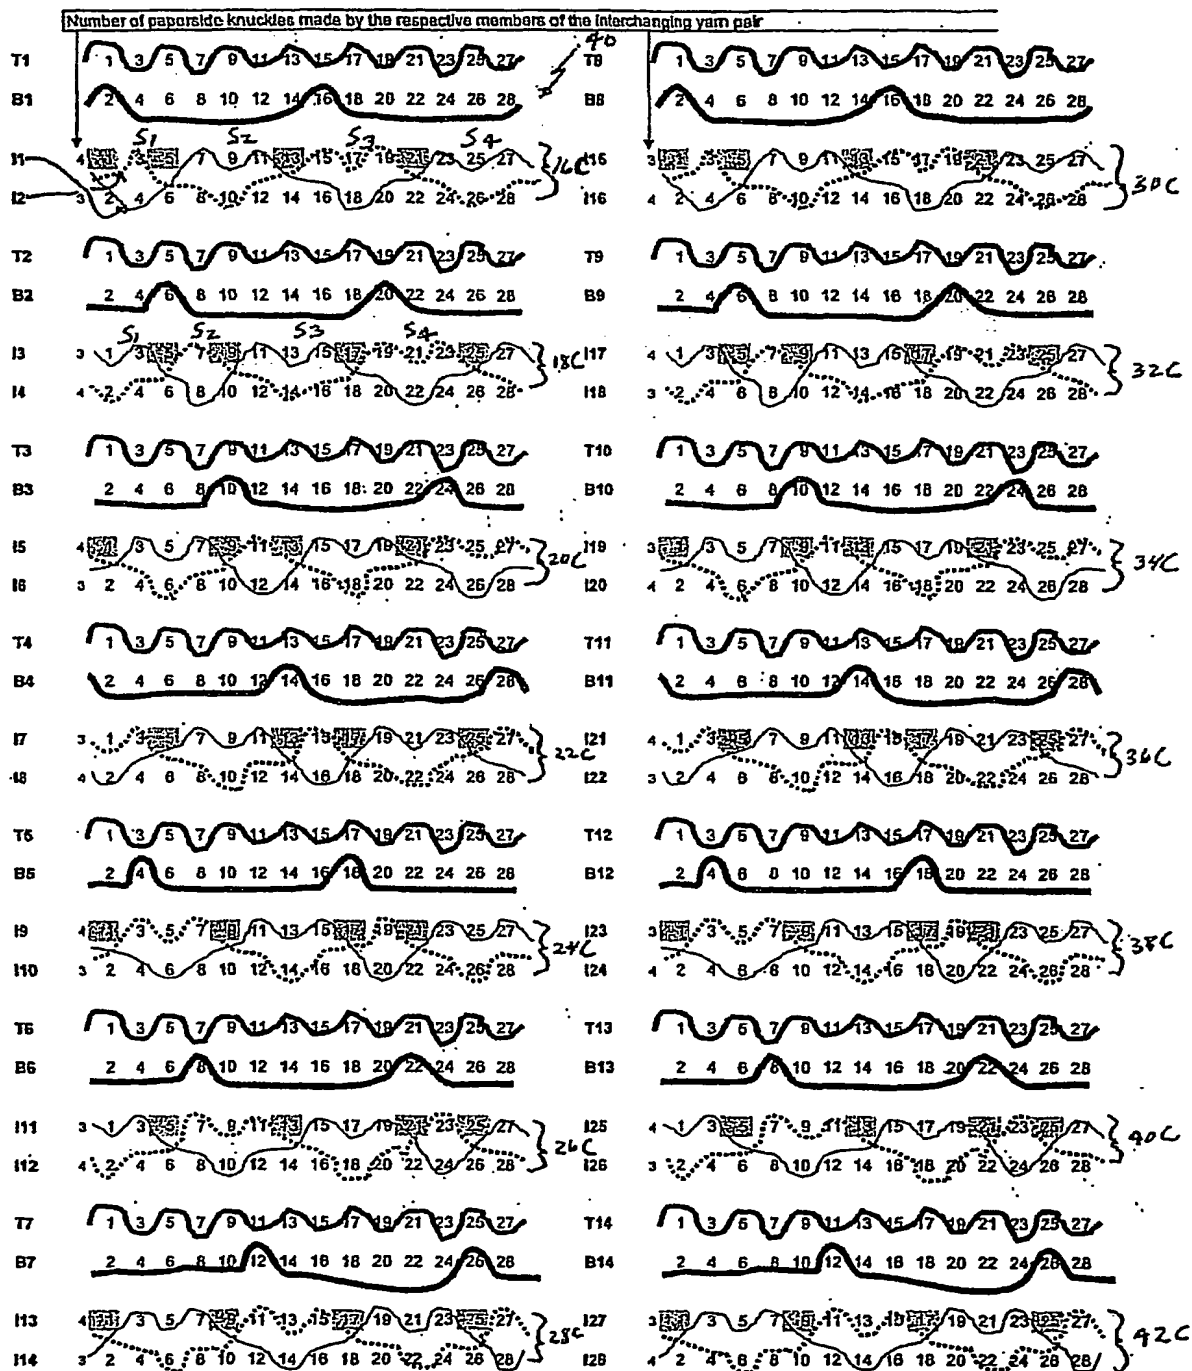 Number of paperside knuckles made by the respective members of the interchanging yarn pair
40
T1 1 3 5 7 9 11 13 15 17 19 21 23 25 27 T8 1 3 5 7 9 11 13 15 17 19 21 23 25 27
B1 2 4 6 8 10 12 14 16 18 20 22 24 26 28 B8 2 4 6 8 10 12 14 16 18 20 22 24 26 28
S1 S2 S3 S4
I1 4 3 7 9 11 15 17 19 23 25 27 16C I15 3 3 7 9 11 15 17 19 23 25 27 30C
I2 3 2 4 6 8 10 12 14 16 18 20 22 24 26 28 I16 4 2 4 6 8 10 12 14 16 18 20 22 24 26 28
T2 1 3 5 7 9 11 13 15 17 19 21 23 25 27 T9 1 3 5 7 9 11 13 15 17 19 21 23 25 27
B2 2 4 6 8 10 12 14 16 18 20 22 24 26 28 B9 2 4 6 8 10 12 14 16 18 20 22 24 26 28
S1 S2 S3 S4
I3 3 1 3 7 11 13 15 19 21 23 27 18C I17 4 1 3 7 11 13 15 19 21 23 27 32C
I4 4 2 4 6 8 10 12 14 16 18 20 22 24 26 28 I18 3 2 4 6 8 10 12 14 16 18 20 22 24 26 28
T3 1 3 5 7 9 11 13 15 17 19 21 23 25 27 T10 1 3 5 7 9 11 13 15 17 19 21 23 25 27
B3 2 4 6 8 10 12 14 16 18 20 22 24 26 28 B10 2 4 6 8 10 12 14 16 18 20 22 24 26 28
I5 4 3 5 7 11 15 17 19 23 25 27 20C I19 3 3 5 7 11 15 17 19 23 25 27 34C
I6 3 2 4 6 8 10 12 14 16 18 20 22 24 26 28 I20 4 2 4 6 8 10 12 14 16 18 20 22 24 26 28
T4 1 3 5 7 9 11 13 15 17 19 21 23 25 27 T11 1 3 5 7 9 11 13 15 17 19 21 23 25 27
B4 2 4 6 8 10 12 14 16 18 20 22 24 26 28 B11 2 4 6 8 10 12 14 16 18 20 22 24 26 28
I7 3 1 3 7 9 11 15 19 21 23 27 22C I21 4 1 3 7 9 11 15 19 21 23 27 36C
I8 4 2 4 6 8 10 12 14 16 18 20 22 24 26 28 I22 3 2 4 6 8 10 12 14 16 18 20 22 24 26 28
T5 1 3 5 7 9 11 13 15 17 19 21 23 25 27 T12 1 3 5 7 9 11 13 15 17 19 21 23 25 27
B5 2 4 6 8 10 12 14 16 18 20 22 24 26 28 B12 2 4 6 8 10 12 14 16 18 20 22 24 26 28
I9 4 3 5 7 11 13 15 19 23 25 27 24C I23 3 3 5 7 11 13 15 19 23 25 27 38C
I10 3 2 4 6 8 10 12 14 16 18 20 22 24 26 28 I24 4 2 4 6 8 10 12 14 16 18 20 22 24 26 28
T6 1 3 5 7 9 11 13 15 17 19 21 23 25 27 T13 1 3 5 7 9 11 13 15 17 19 21 23 25 27
B6 2 4 6 8 10 12 14 16 18 20 22 24 26 28 B13 2 4 6 8 10 12 14 16 18 20 22 24 26 28
I11 3 1 3 7 9 11 15 17 19 23 27 26C I25 4 1 3 7 9 11 15 17 19 23 27 40C
I12 4 2 4 6 8 10 12 14 16 18 20 22 24 26 28 I26 3 2 4 6 8 10 12 14 16 18 20 22 24 26 28
T7 1 3 5 7 9 11 13 15 17 19 21 23 25 27 T14 1 3 5 7 9 11 13 15 17 19 21 23 25 27
B7 2 4 6 8 10 12 14 16 18 20 22 24 26 28 B14 2 4 6 8 10 12 14 16 18 20 22 24 26 28
I13 4 3 5 7 11 13 15 19 21 23 27 28C I27 3 3 5 7 11 13 15 19 21 23 27 42C
I14 3 2 4 6 8 10 12 14 16 18 20 22 24 26 28 I28 4 2 4 6 8 10 12 14 16 18 20 22 24 26 28